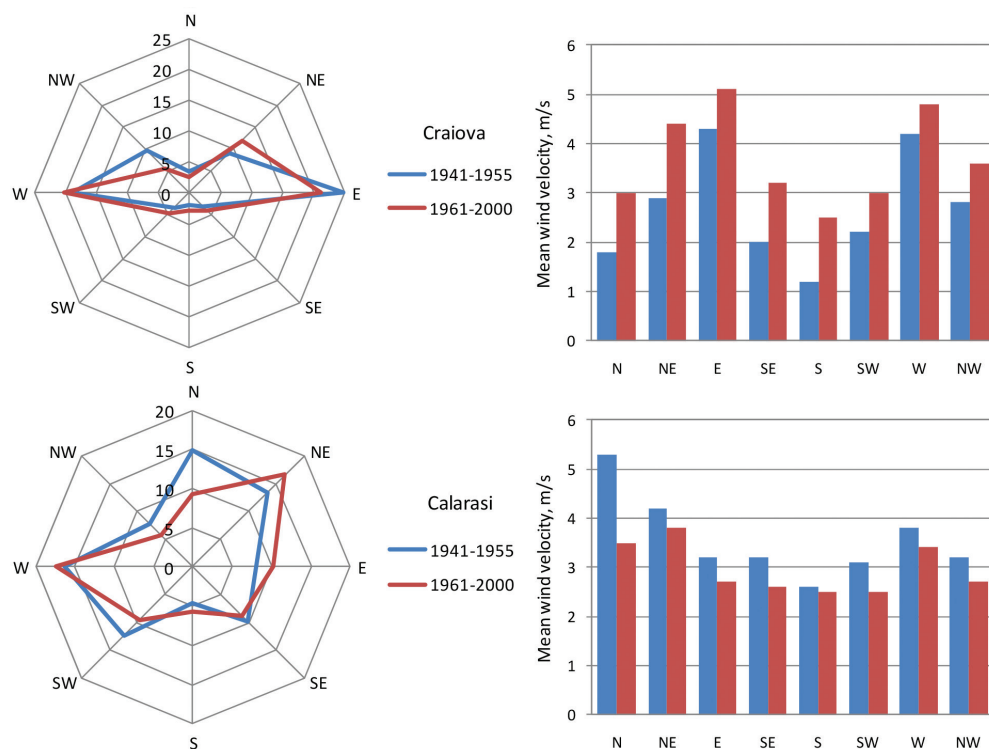 N
25
20
15
10
5
0
NW
NE
W
E
SW
SE
S
Craiova
1941-1955
1961-2000
Mean wind velocity, m/s
6
5
4
3
2
1
0
N NE E SE S SW W NW
N
20
15
10
5
0
NW
NE
W
E
SW
SE
S
Calarasi
1941-1955
1961-2000
Mean wind velocity, m/s
6
5
4
3
2
1
0
N NE E SE S SW W NW